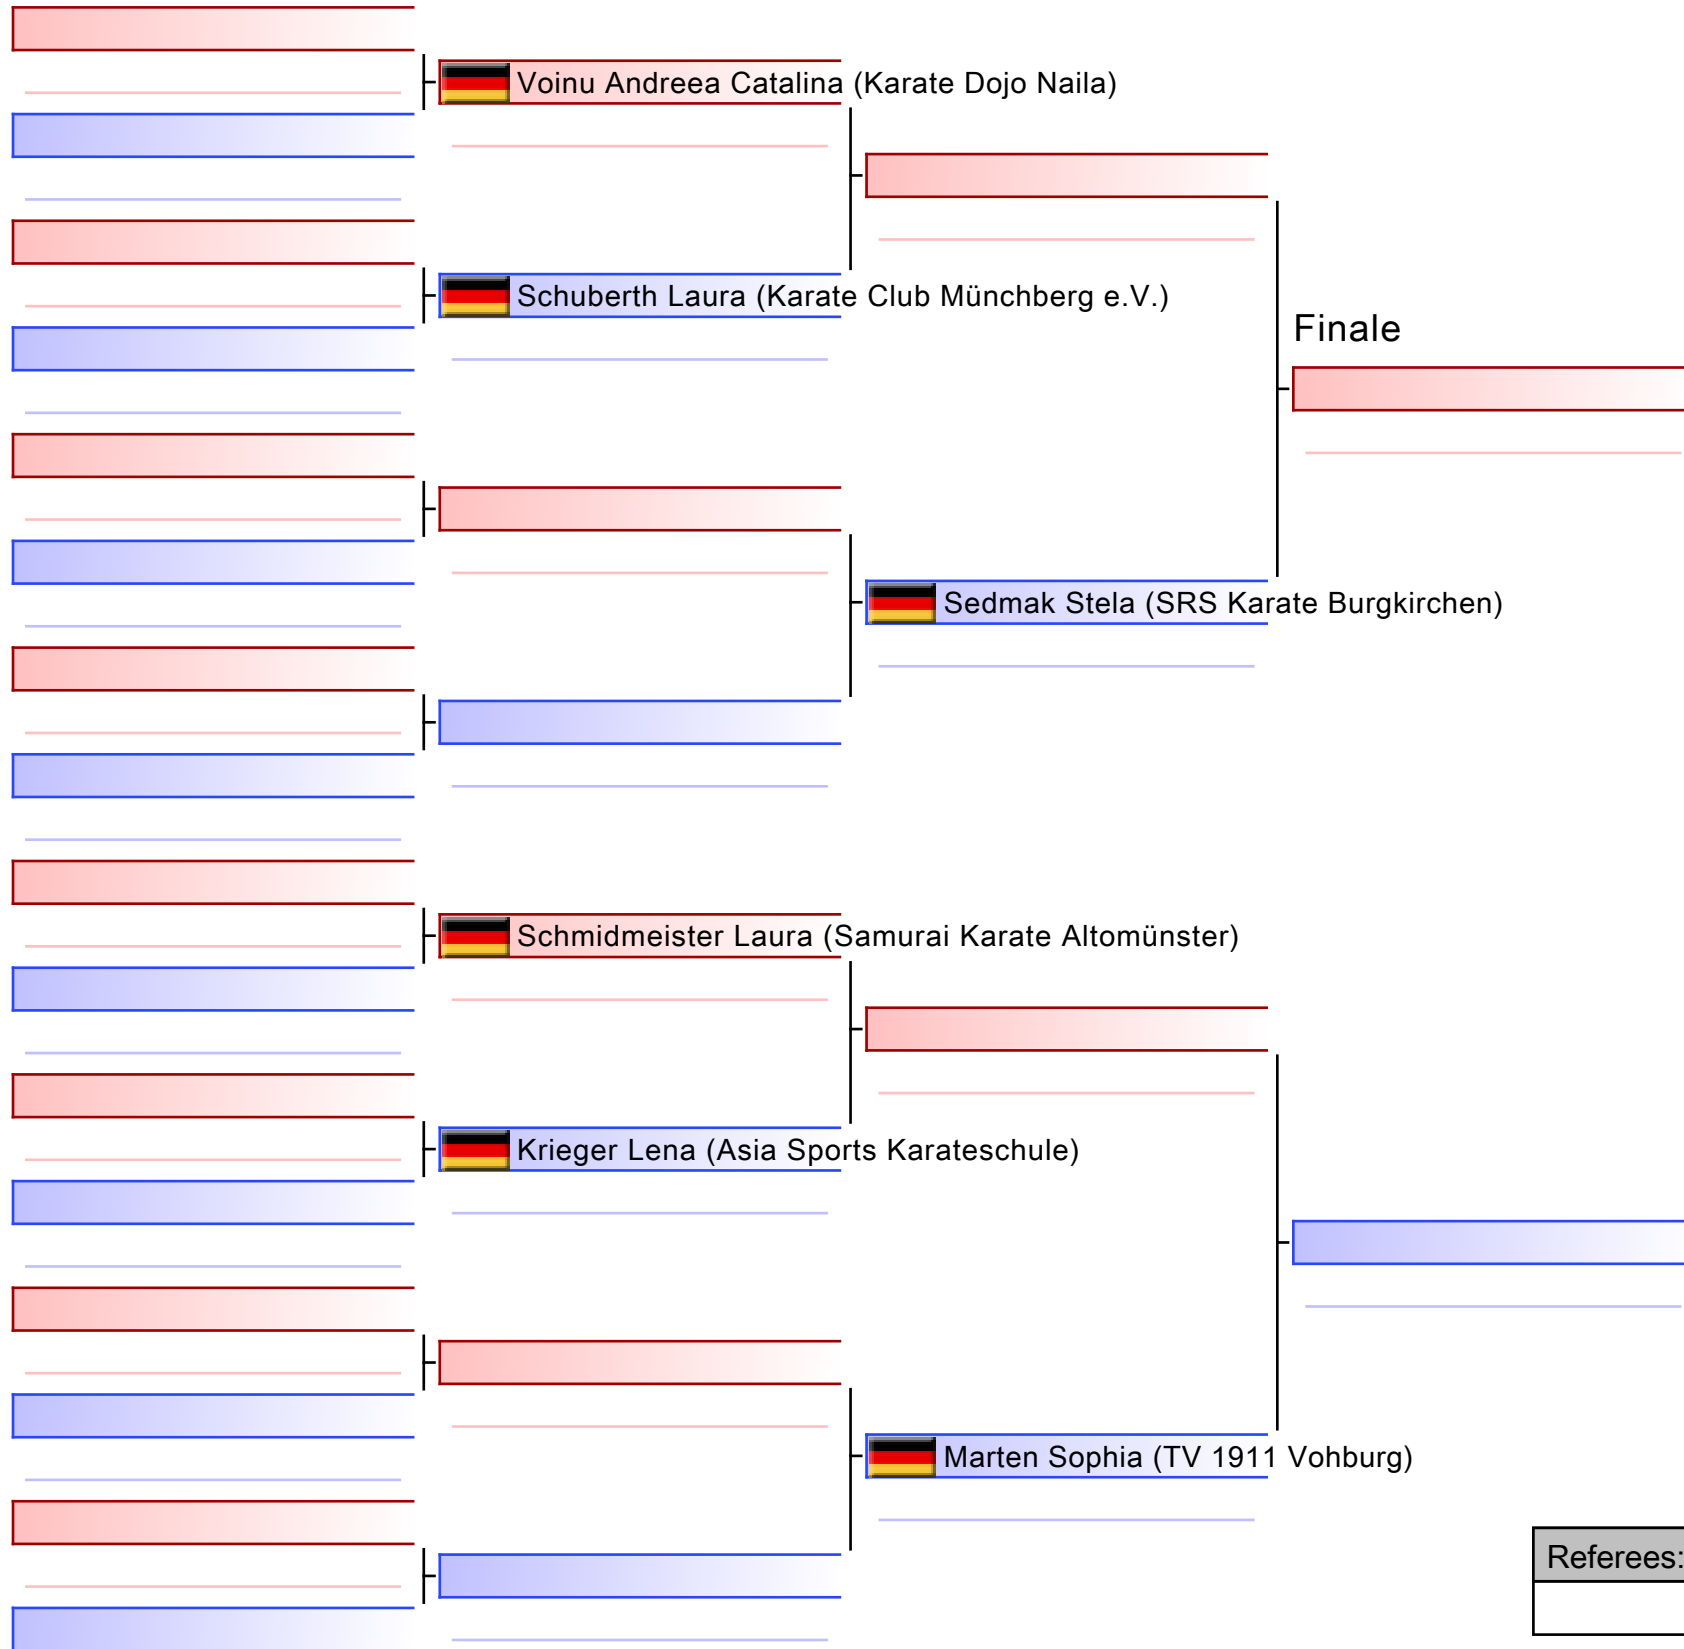 Voinu Andreea Catalina (Karate Dojo Naila)
Schuberth Laura (Karate Club Münchberg e.V.)
Finale
Sedmak Stela (SRS Karate Burgkirchen)
Schmidmeister Laura (Samurai Karate Altomünster)
Krieger Lena (Asia Sports Karateschule)
Marten Sophia (TV 1911 Vohburg)
Referees: